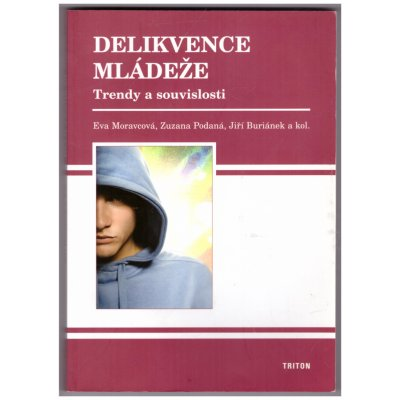 DELIKVENCE
MLÁDEŽE
Trendy a souvislosti
Eva Moravcová, Zuzana Podaná, Jiří Buriánek a kol.
TRITON